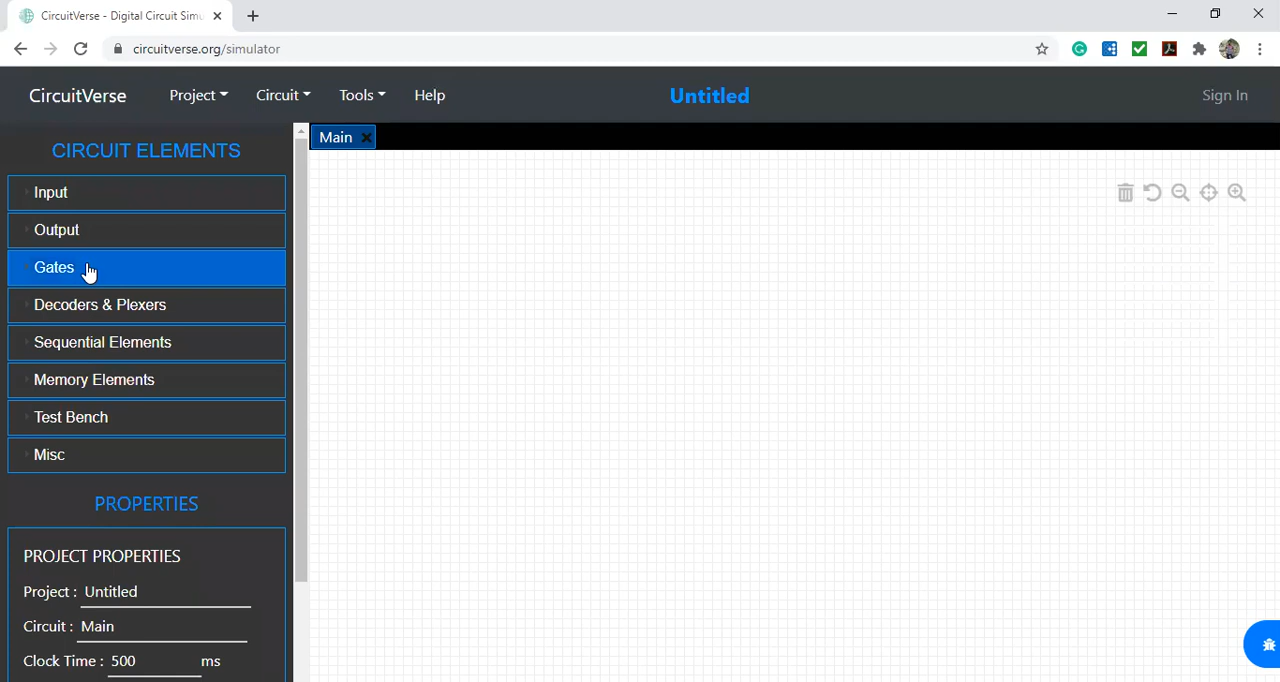 CircuitVerse - Digital Circuit Simu
circuitverse.org/simulator
CircuitVerse Project Circuit Tools Help Untitled Sign In
CIRCUIT ELEMENTS
Main
Input
Output
Gates
Decoders & Plexers
Sequential Elements
Memory Elements
Test Bench
Misc
PROPERTIES
PROJECT PROPERTIES
Project : Untitled
Circuit : Main
Clock Time : 500 ms